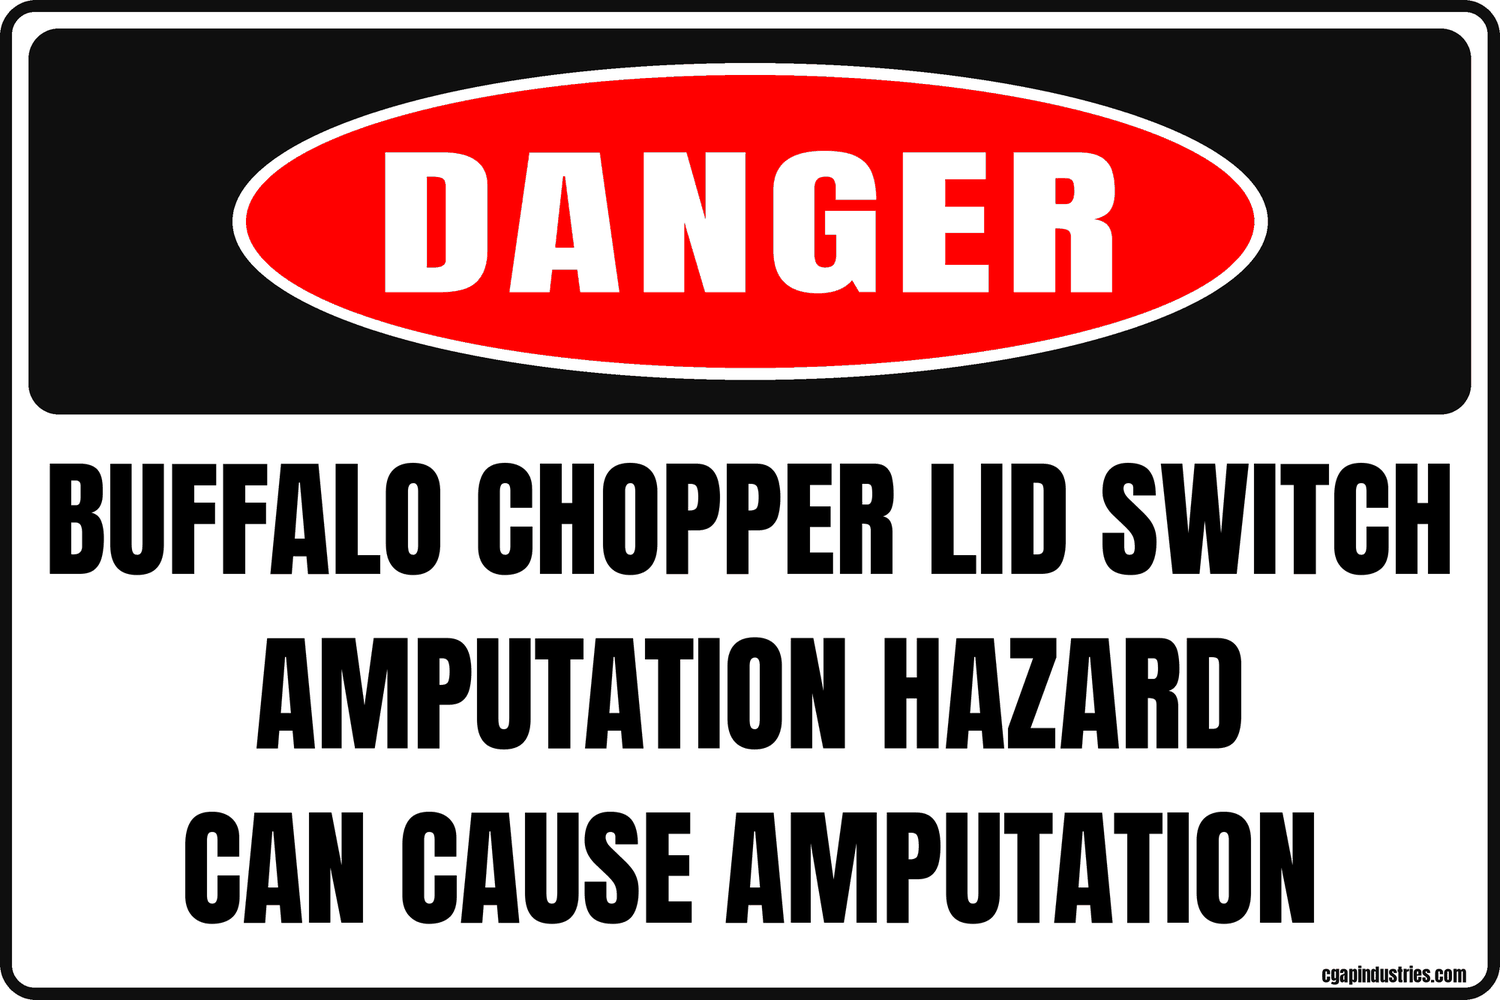 DANGER
BUFFALO CHOPPER LID SWITCH
AMPUTATION HAZARD
CAN CAUSE AMPUTATION
cgapindustries.com